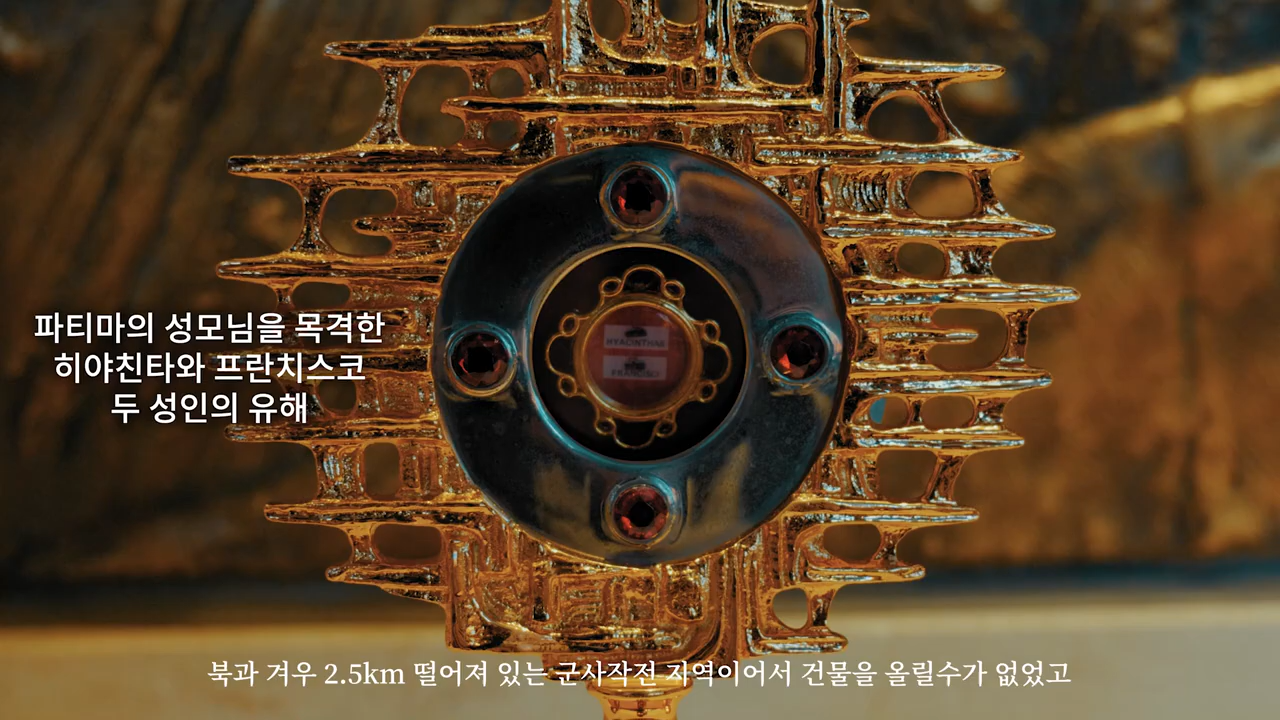 파티마의 성모님을 목격한
히야친타와 프란치스코
두 성인의 유해
HYACINTHAE
FRANCISCI
북과 겨우 2.5km 떨어져 있는 군사작전 지역이어서 건물을 올릴수가 없었고